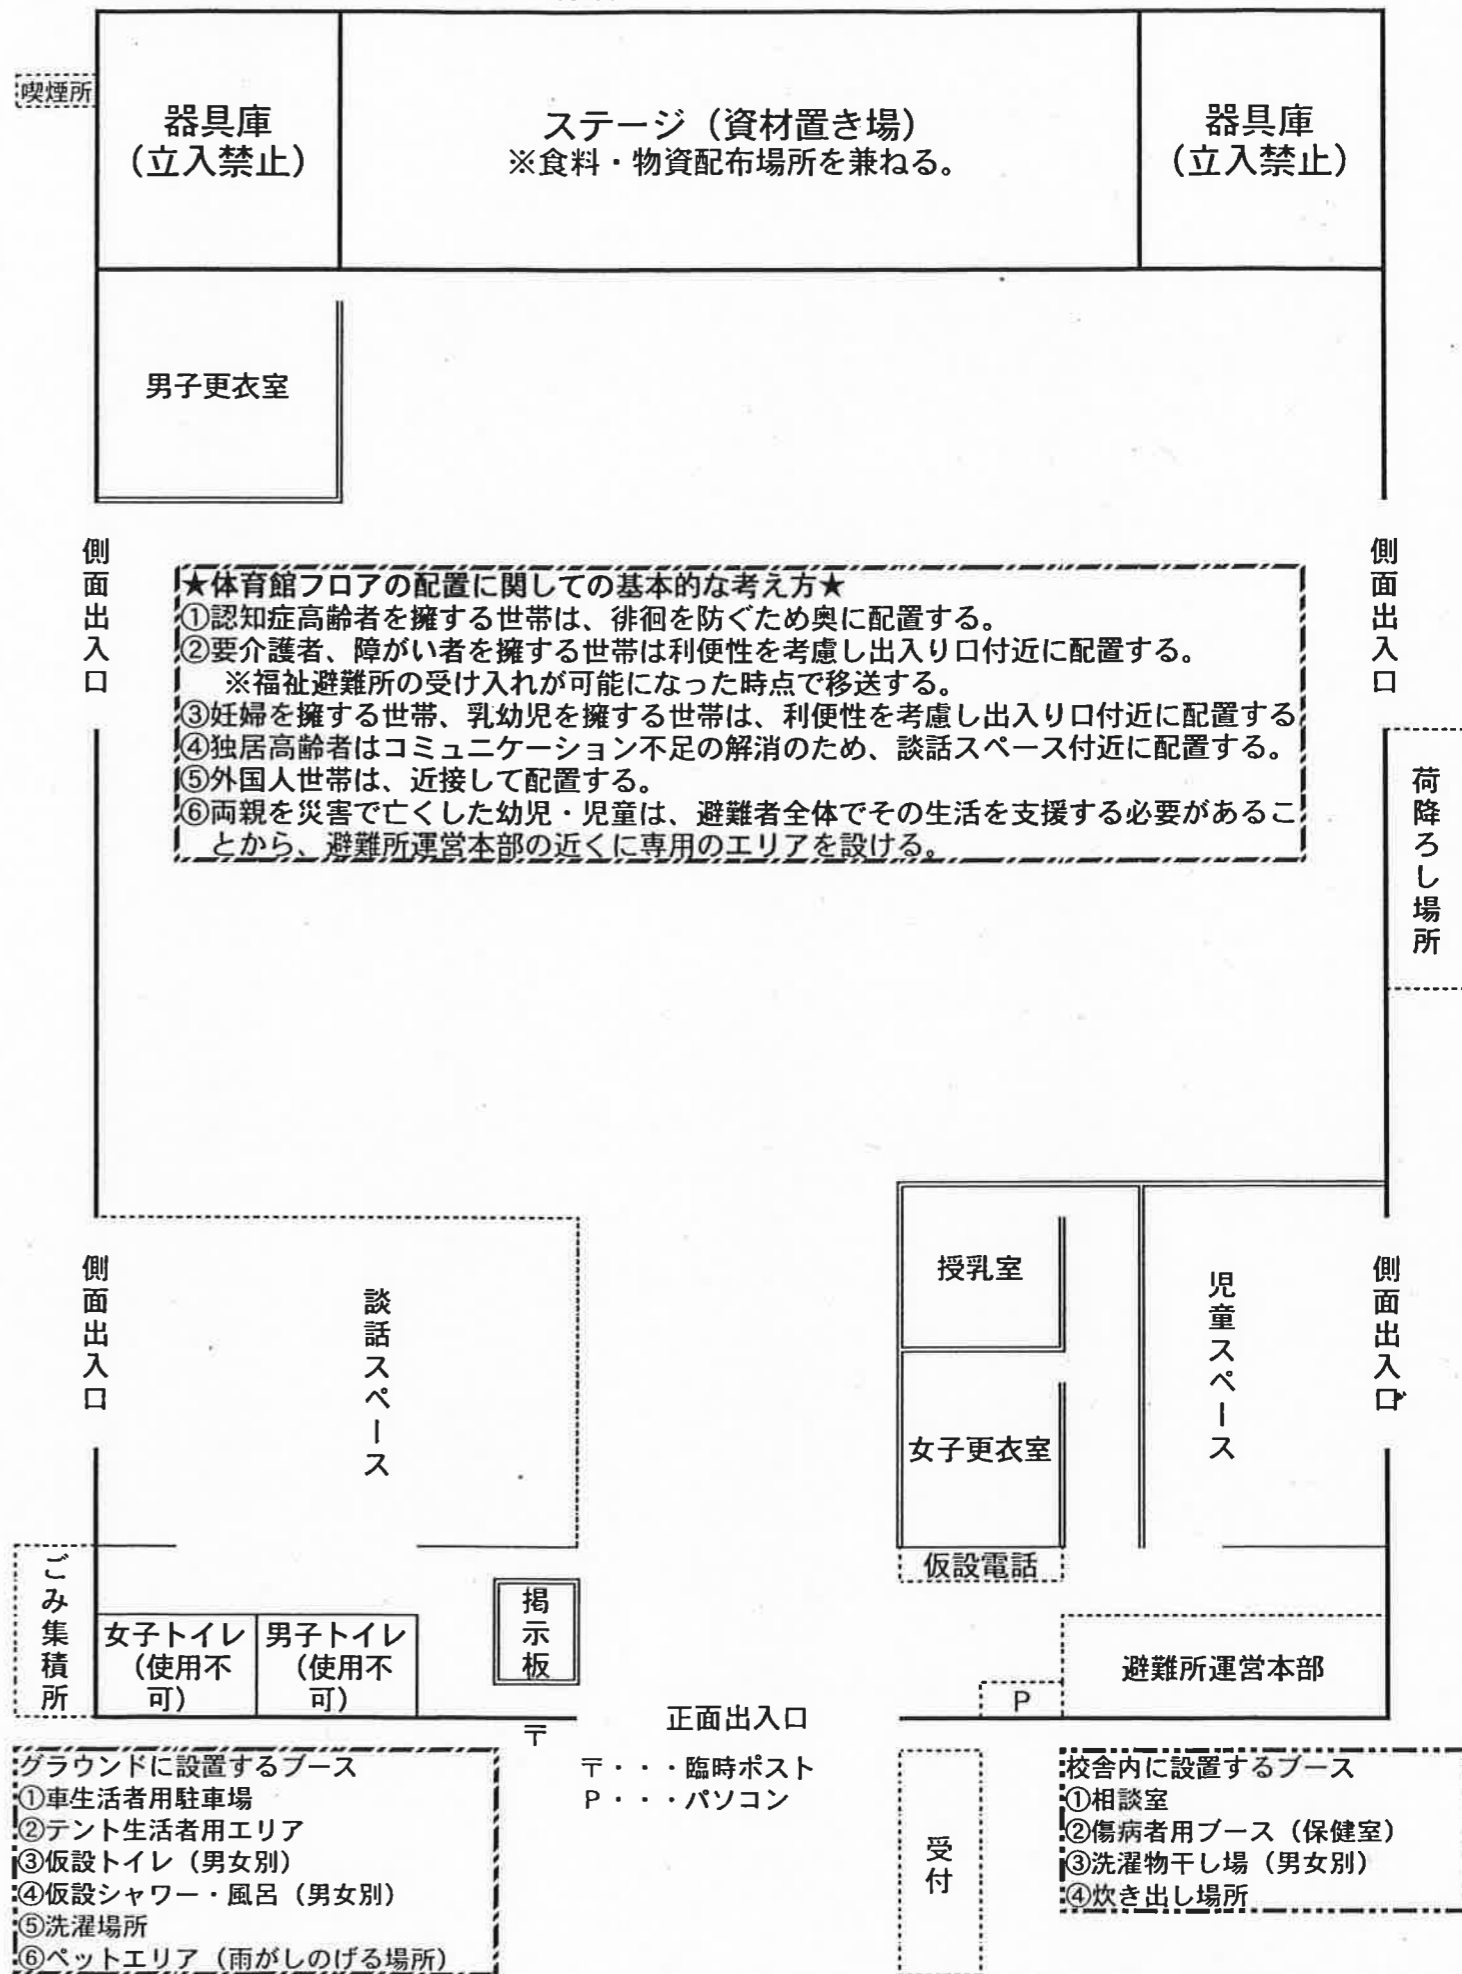 喫煙所
器具庫
（立入禁止）
ステージ（資材置き場）
※食料・物資配布場所を兼ねる。
器具庫
（立入禁止）
男子更衣室
側面出入口
側面出入口
★体育館フロアの配置に関しての基本的な考え方★
①認知症高齢者を擁する世帯は、徘徊を防ぐため奥に配置する。
②要介護者、障がい者を擁する世帯は利便性を考慮し出入り口付近に配置する。
※福祉避難所の受け入れが可能になった時点で移送する。
③妊婦を擁する世帯、乳幼児を擁する世帯は、利便性を考慮し出入り口付近に配置する
④独居高齢者はコミュニケーション不足の解消のため、談話スペース付近に配置する。
⑤外国人世帯は、近接して配置する。
⑥両親を災害で亡くした幼児・児童は、避難者全体でその生活を支援する必要があるこ
とから、避難所運営本部の近くに専用のエリアを設ける。
荷降ろし場所
側面出入口
談話スペース
授乳室
女子更衣室
児童スペース
側面出入口
仮設電話
ごみ集積所
女子トイレ
（使用不
可）
男子トイレ
（使用不
可）
掲示板
避難所運営本部
P
正面出入口
〒
〒・・・臨時ポスト
P・・・パソコン
受付
グラウンドに設置するブース
①車生活者用駐車場
②テント生活者用エリア
③仮設トイレ（男女別）
④仮設シャワー・風呂（男女別）
⑤洗濯場所
⑥ペットエリア（雨がしのげる場所）
校舎内に設置するブース
①相談室
②傷病者用ブース（保健室）
③洗濯物干し場（男女別）
④炊き出し場所